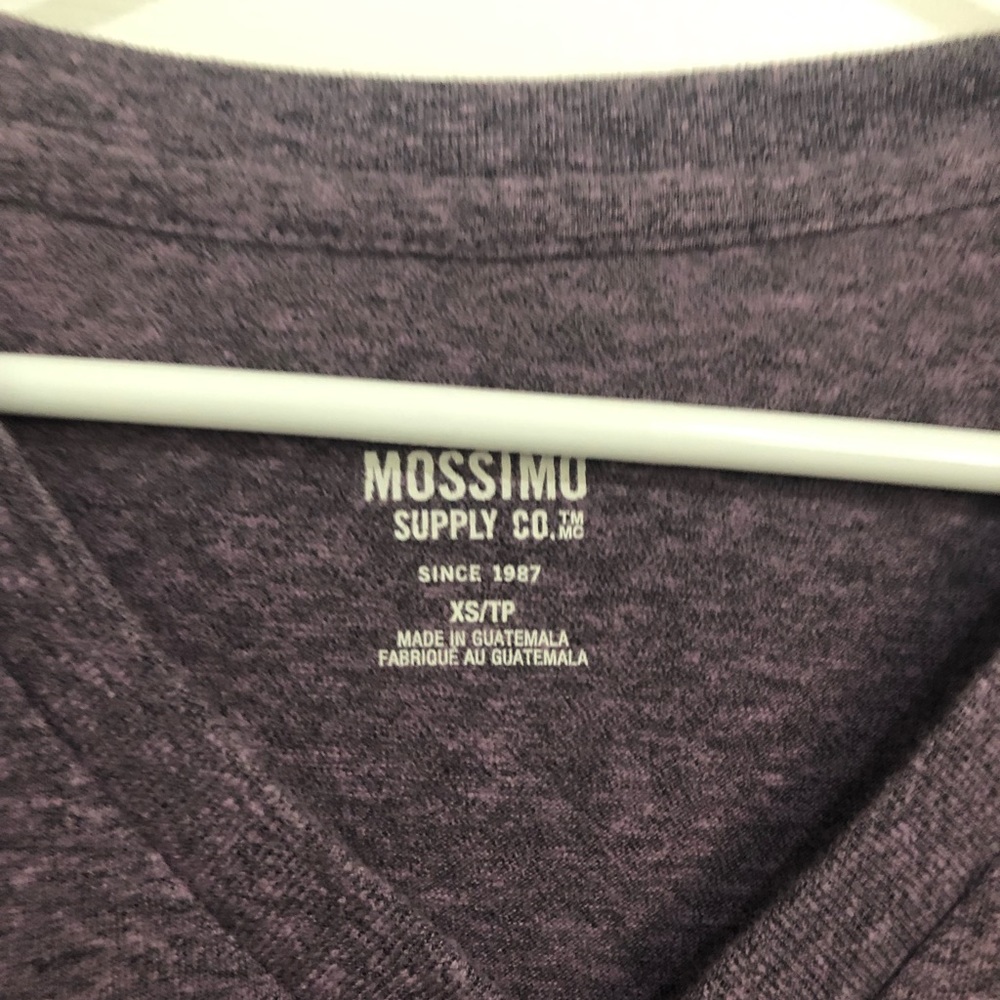 MOSSIMO
SUPPLY CO.™ MC
SINCE 1987
XS/TP
MADE IN GUATEMALA
FABRIQUÉ AU GUATEMALA